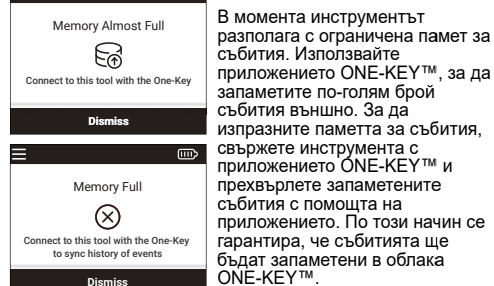 Memory Almost Full
Connect to this tool with the One-Key
Dismiss
Memory Full
Connect to this tool with the One-Key
to sync history of events
Dismiss
В момента инструментът
разполага с ограничена памет за
събития. Използвайте
приложението ONE-KEY™, за да
запаметите по-голям брой
събития външно. За да
изпразните паметта за събития,
свържете инструмента с
приложението ONE-KEY™ и
прехвърлете запаметените
събития с помощта на
приложението. По този начин се
гарантира, че събитията ще
бъдат запаметени в облака
ONE-KEY™.